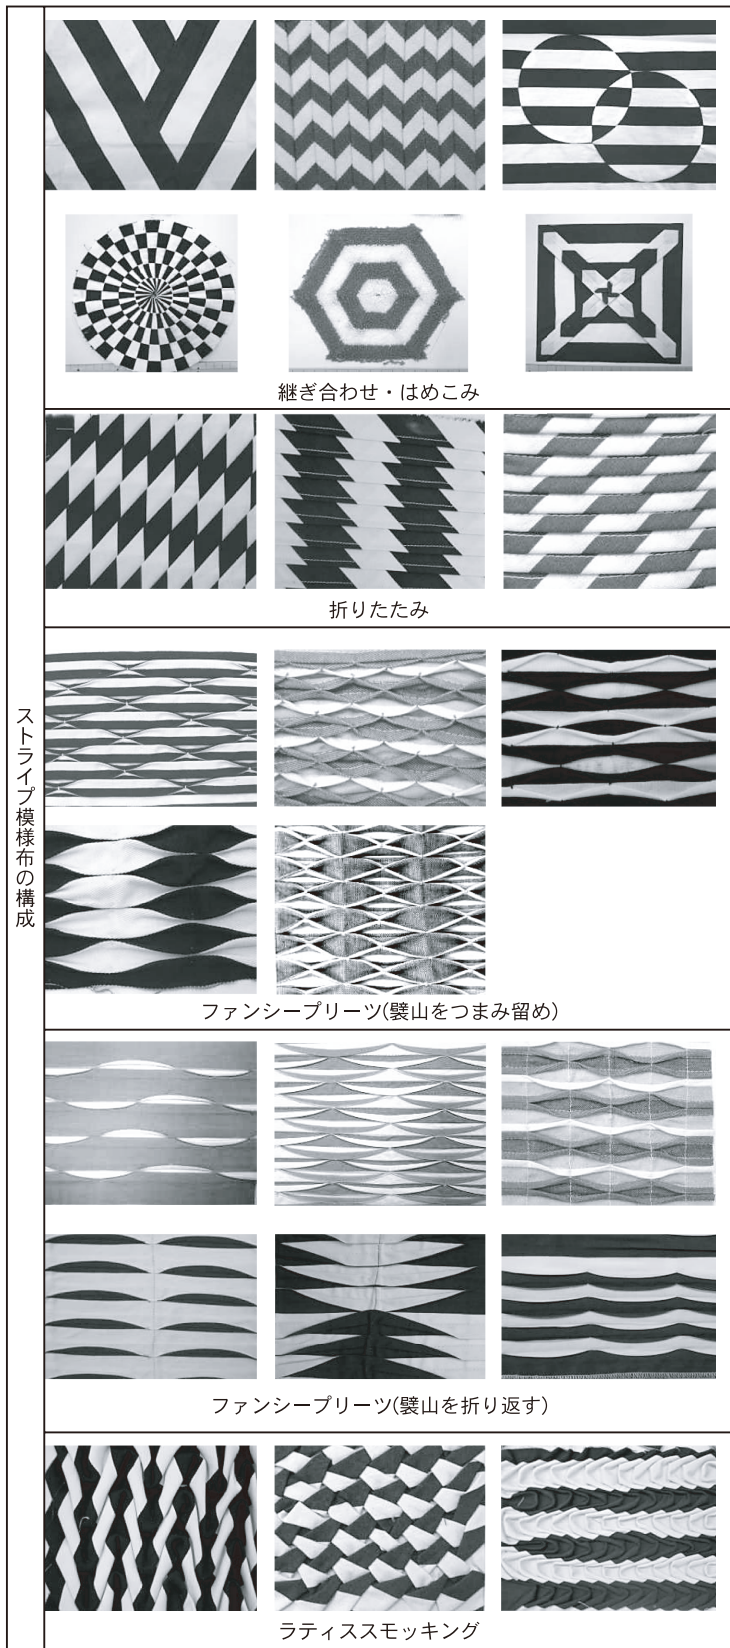 ストライプ模様布の構成
継ぎ合わせ・はめこみ
折りたたみ
ファンシープリーツ(襞山をつまみ留め)
ファンシープリーツ(襞山を折り返す)
ラティススモッキング